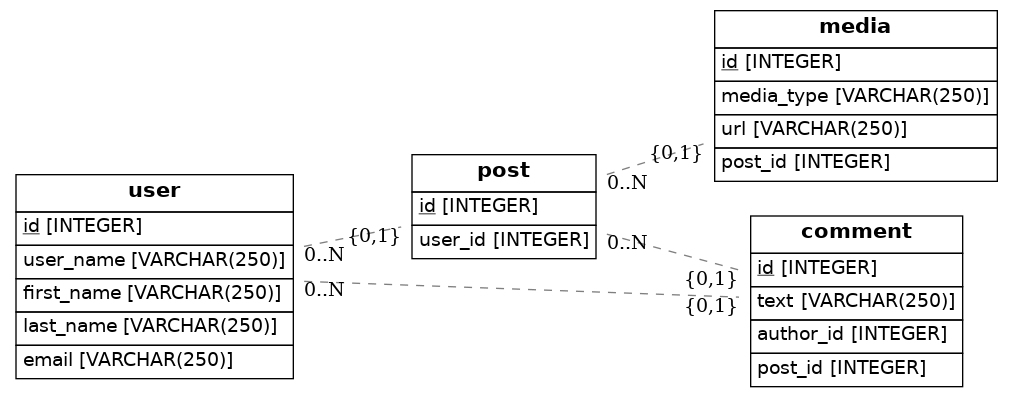 media
id [INTEGER]
media_type [VARCHAR(250)]
url [VARCHAR(250)]
post_id [INTEGER]
{0,1}
0..N
post
id [INTEGER]
user_id [INTEGER]
user
id [INTEGER]
user_name [VARCHAR(250)]
first_name [VARCHAR(250)]
last_name [VARCHAR(250)]
email [VARCHAR(250)]
{0,1}
0..N
0..N
0..N
{0,1}
{0,1}
comment
id [INTEGER]
text [VARCHAR(250)]
author_id [INTEGER]
post_id [INTEGER]